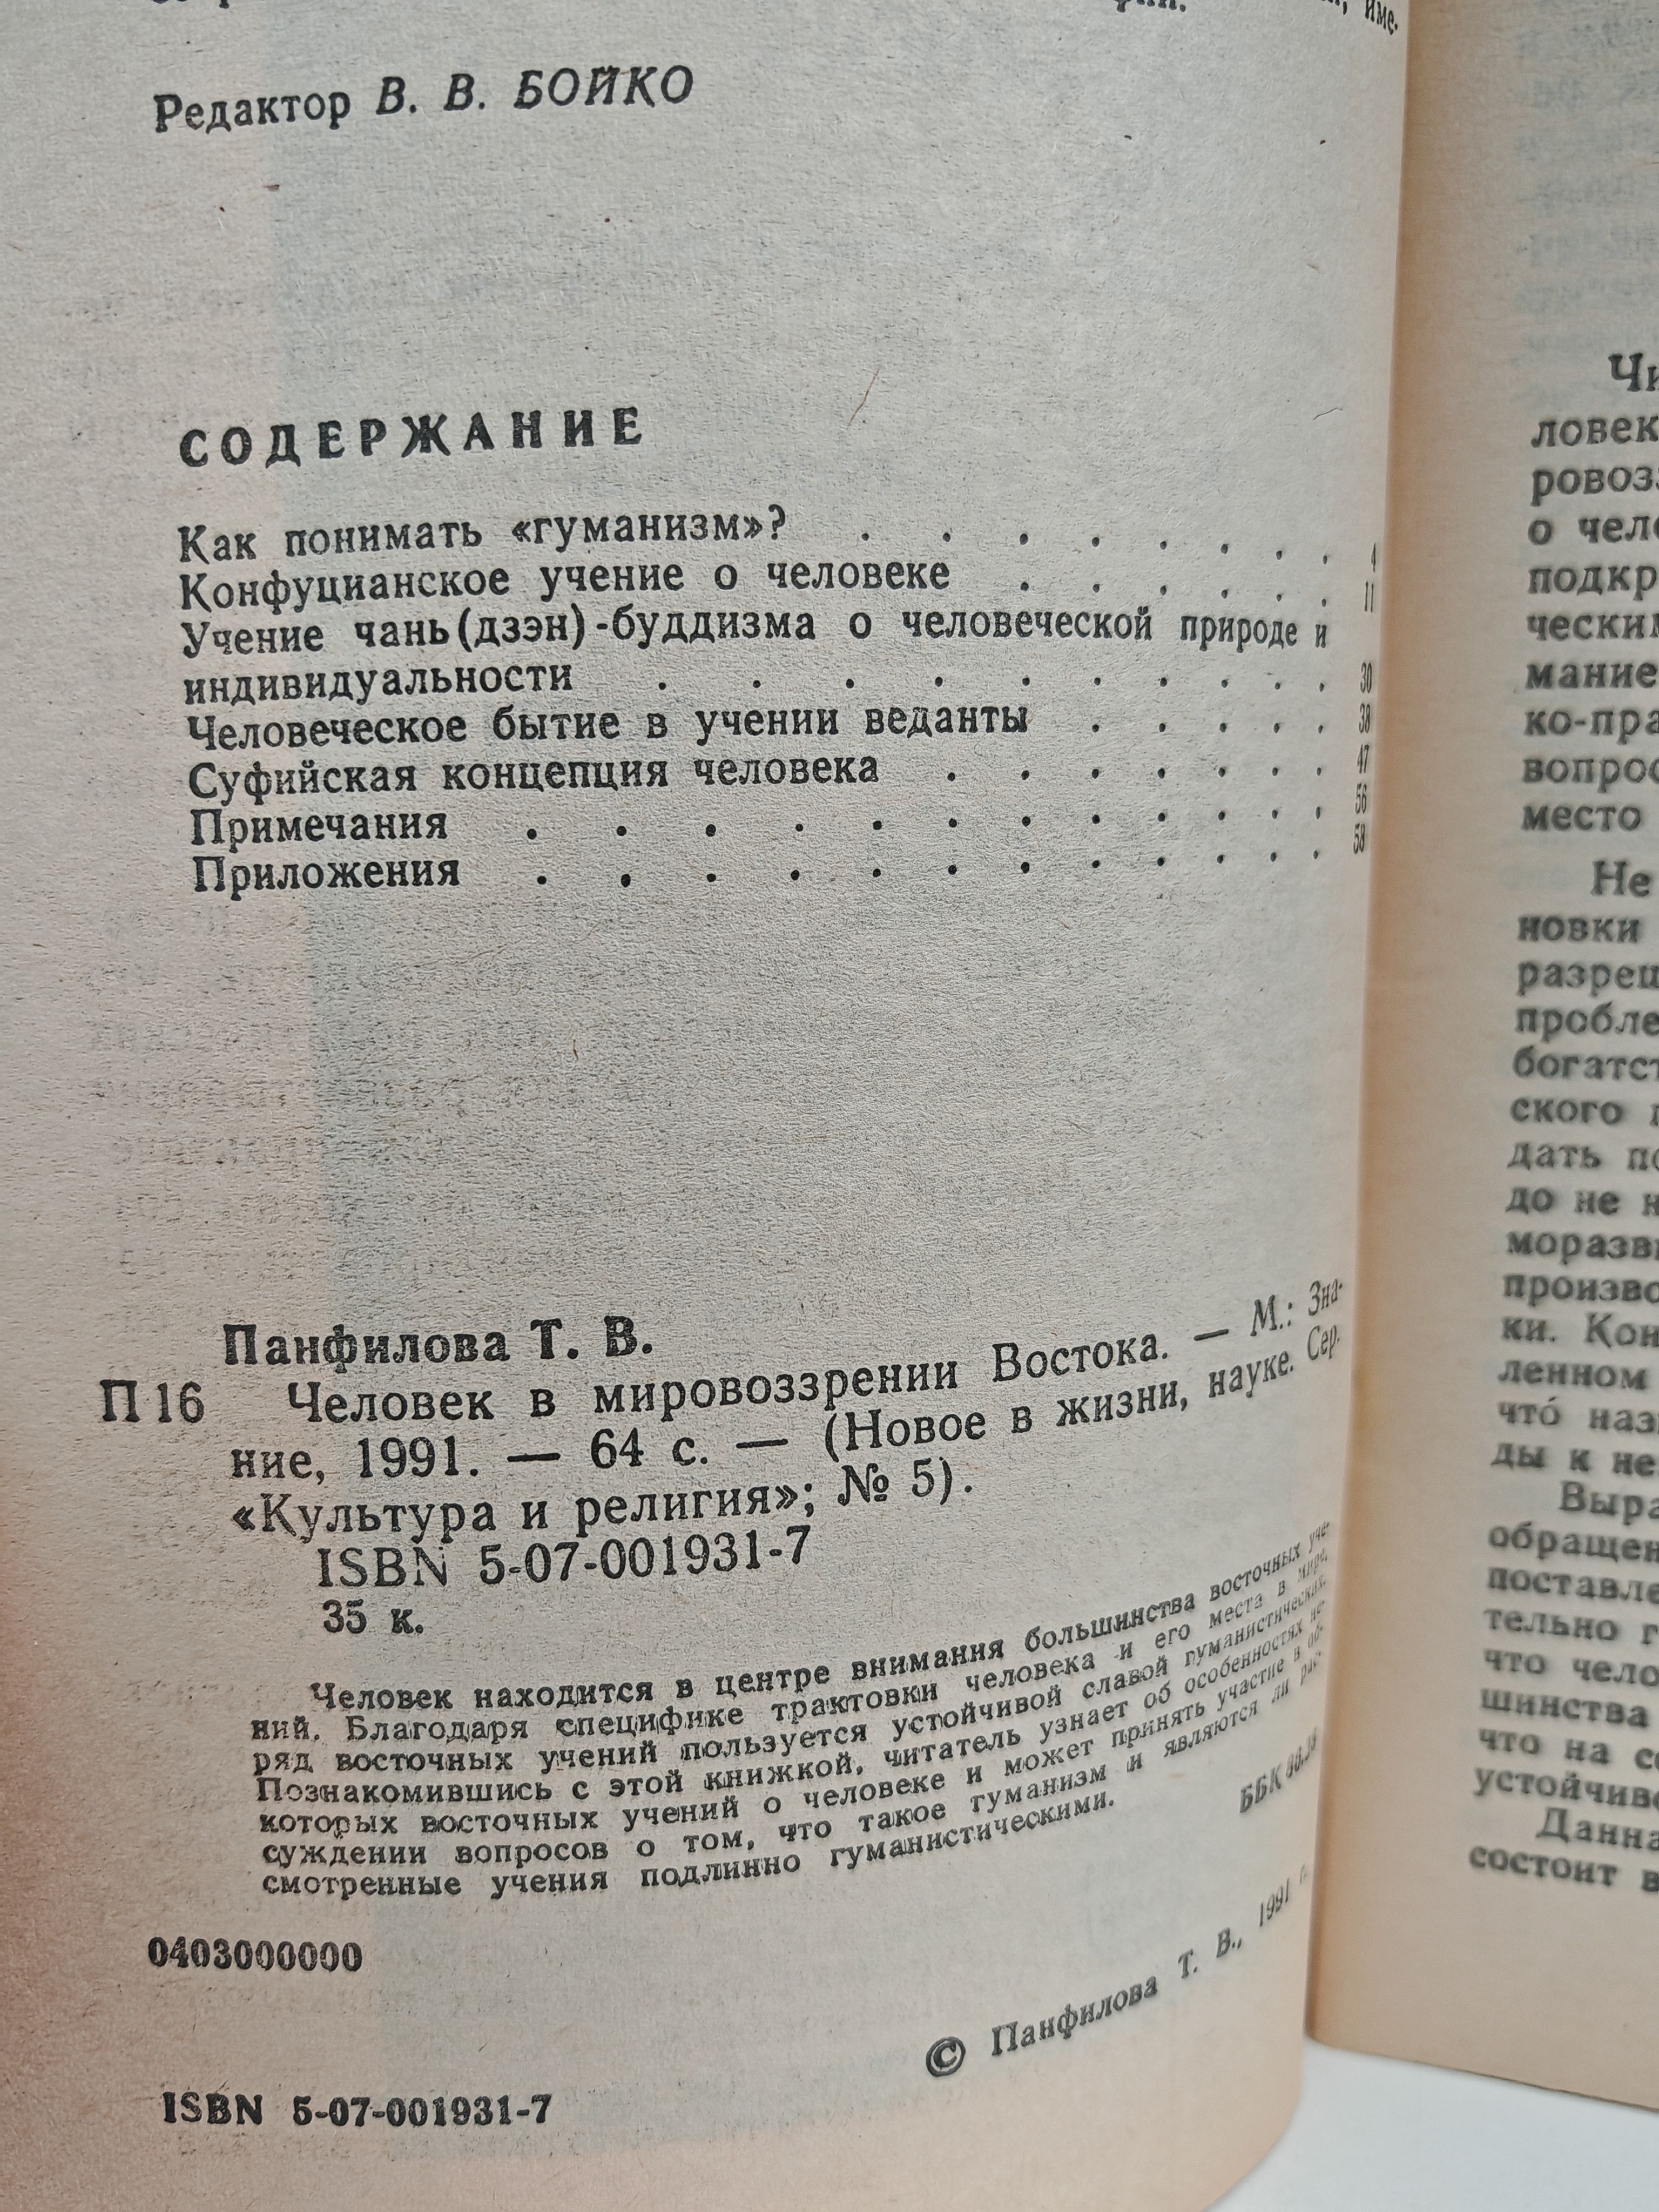 име-
Редактор В. В. БОЙКО
СОДЕРЖАНИЕ
Как понимать «гуманизм»? . . . . . . . . 4
Конфуцианское учение о человеке . . . . . . 11
Учение чань(дзэн)-буддизма о человеческой природе и
индивидуальности . . . . . . . . . 30
Человеческое бытие в учении веданты . . . . . 38
Суфийская концепция человека . . . . . . . 47
Примечания . . . . . . . . . . . 56
Приложения . . . . . . . . . . . 58
Панфилова Т. В.
П 16 Человек в мировоззрении Востока. — М.: Зна-
ние, 1991. — 64 с. — (Новое в жизни, науке. Сер.
«Культура и религия»; № 5).
ISBN 5-07-001931-7
35 к.
Человек находится в центре внимания большинства восточных уче-
ний. Благодаря специфике трактовки человека и его места в мире,
ряд восточных учений пользуется устойчивой славой гуманистических.
Познакомившись с этой книжкой, читатель узнает об особенностях не-
которых восточных учений о человеке и может принять участие в об-
суждении вопросов о том, что такое гуманизм и являются ли рас-
смотренные учения подлинно гуманистическими.
ББК
0403000000
© Панфилова Т. В., 1991 г.
ISBN 5-07-001931-7
Чи
ловек
ровозз
о чело
подкр
ческим
мание
ко-пра
вопрос
место
Не
новки
разреш
пробле
богатст
ского
дать по
до не н
моразви
произво
ки. Кон
ленном
что́ наз
ды к не
Выра
обращен
поставле
тельно г
что чело
шинства
что на с
устойчиво
Данна
состоит в